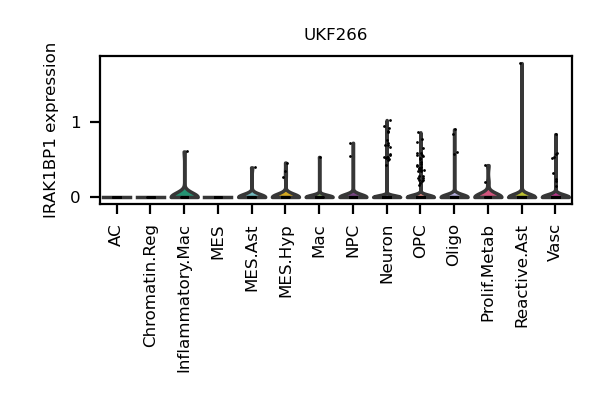 UKF266
IRAK1BP1 expression
1
0
AC
Chromatin.Reg
Inflammatory.Mac
MES
MES.Ast
MES.Hyp
Mac
NPC
Neuron
OPC
Oligo
Prolif.Metab
Reactive.Ast
Vasc